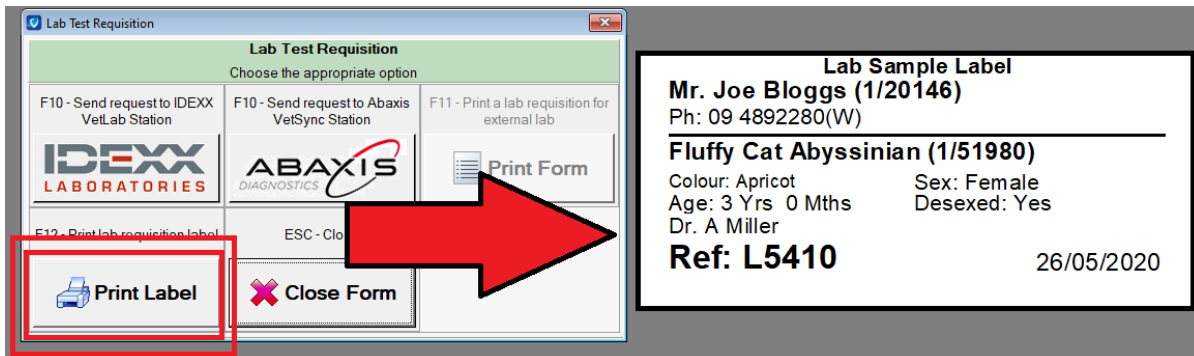 Lab Test Requisition
Lab Test Requisition
Choose the appropriate option
F10 - Send request to IDEXX
VetLab Station
IDEXX
LABORATORIES
F10 - Send request to Abaxis
VetSync Station
ABAXIS
DIAGNOSTICS
F11 - Print a lab requisition for
external lab
Print Form
F12 - Print lab requisition label
Print Label
ESC - Clo
Close Form
Lab Sample Label
Mr. Joe Bloggs (1/20146)
Ph: 09 4892280(W)
Fluffy Cat Abyssinian (1/51980)
Colour: Apricot Sex: Female
Age: 3 Yrs 0 Mths Desexed: Yes
Dr. A Miller
Ref: L5410 26/05/2020